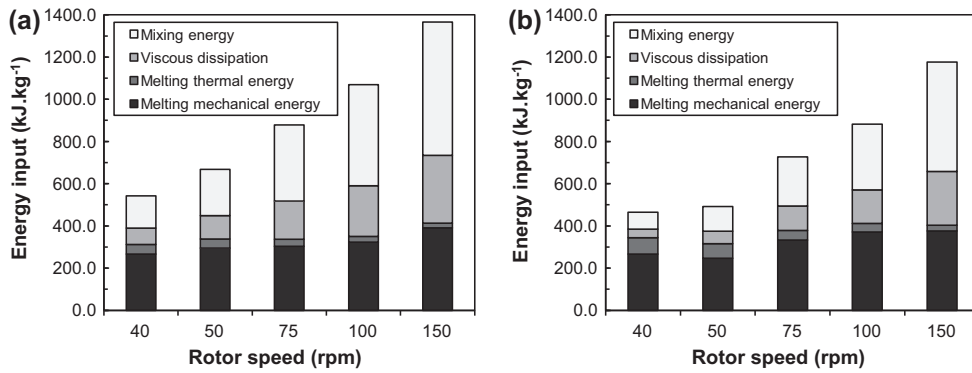 (a)
1400.0
1200.0
1000.0
800.0
600.0
400.0
200.0
0.0
Energy input (kJ.kg⁻¹)
Mixing energy
Viscous dissipation
Melting thermal energy
Melting mechanical energy
40 50 75 100 150
Rotor speed (rpm)
(b)
1400.0
1200.0
1000.0
800.0
600.0
400.0
200.0
0.0
Energy input (kJ.kg⁻¹)
Mixing energy
Viscous dissipation
Melting thermal energy
Melting mechanical energy
40 50 75 100 150
Rotor speed (rpm)